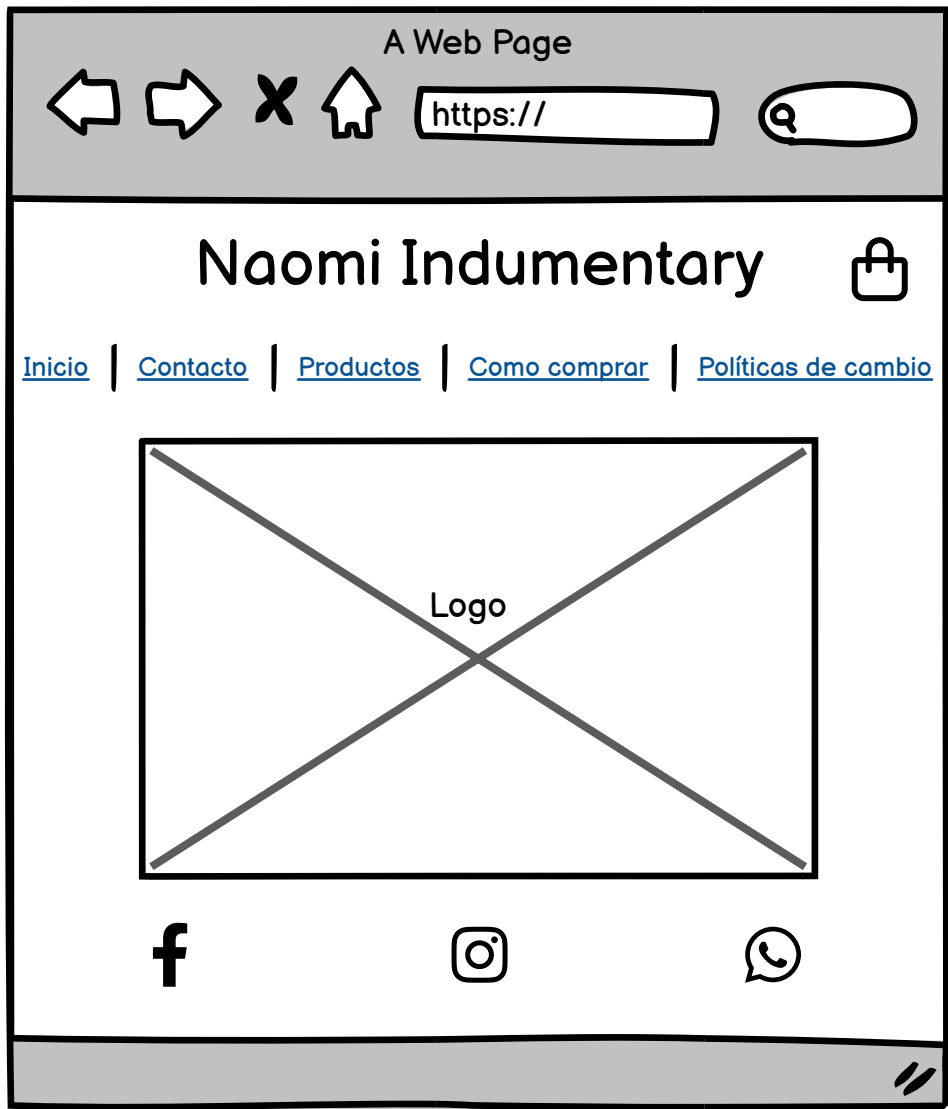 A Web Page
https://
Naomi Indumentary
Inicio | Contacto | Productos | Como comprar | Políticas de cambio
Logo